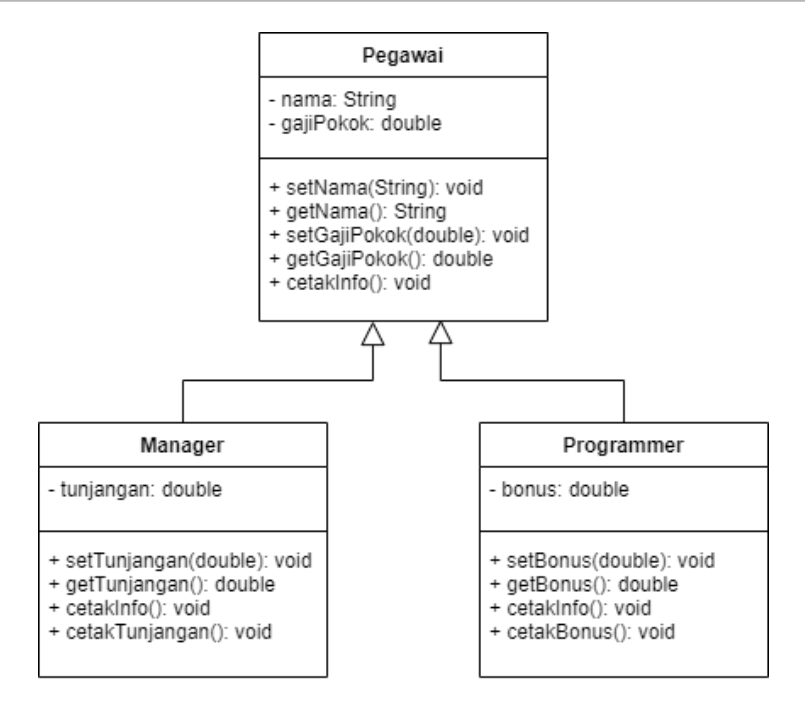 Pegawai
- nama: String
- gajiPokok: double
+ setNama(String): void
+ getNama(): String
+ setGajiPokok(double): void
+ getGajiPokok(): double
+ cetakInfo(): void
Manager
- tunjangan: double
+ setTunjangan(double): void
+ getTunjangan(): double
+ cetakInfo(): void
+ cetakTunjangan(): void
Programmer
- bonus: double
+ setBonus(double): void
+ getBonus(): double
+ cetakInfo(): void
+ cetakBonus(): void